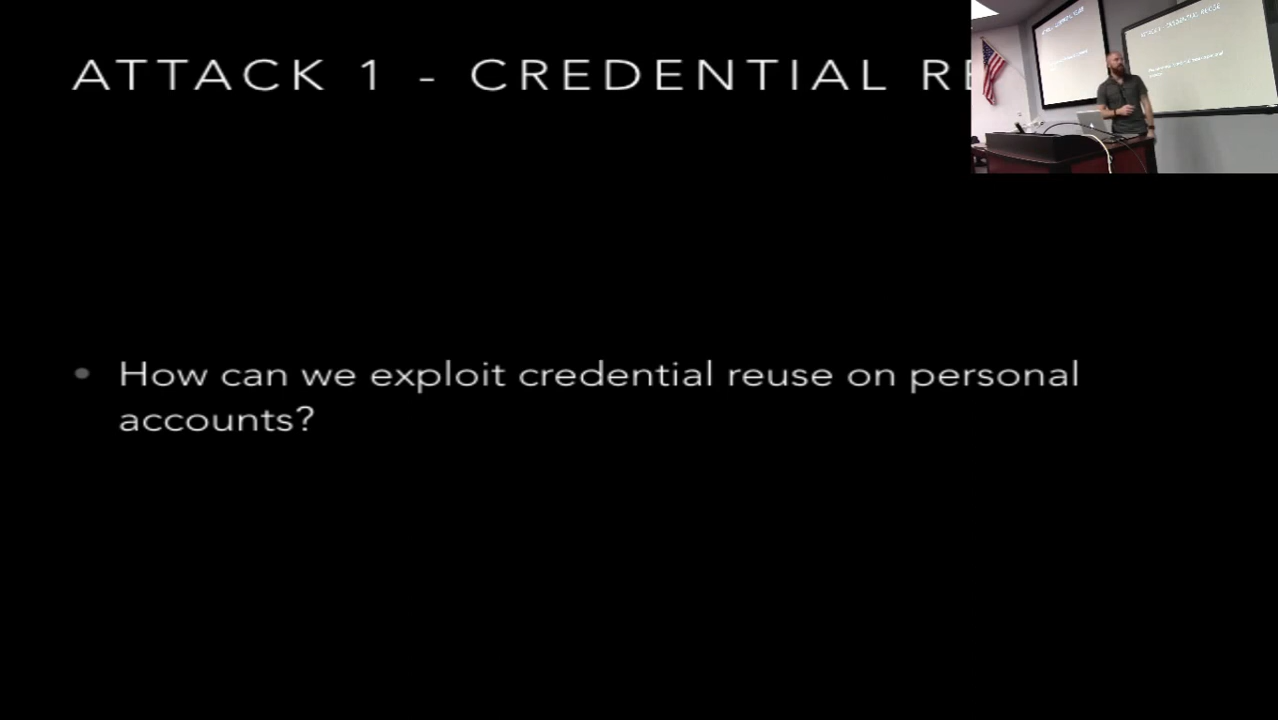 ATTACK 1 - CREDENTIAL RE
• How can we exploit credential reuse on personal
accounts?